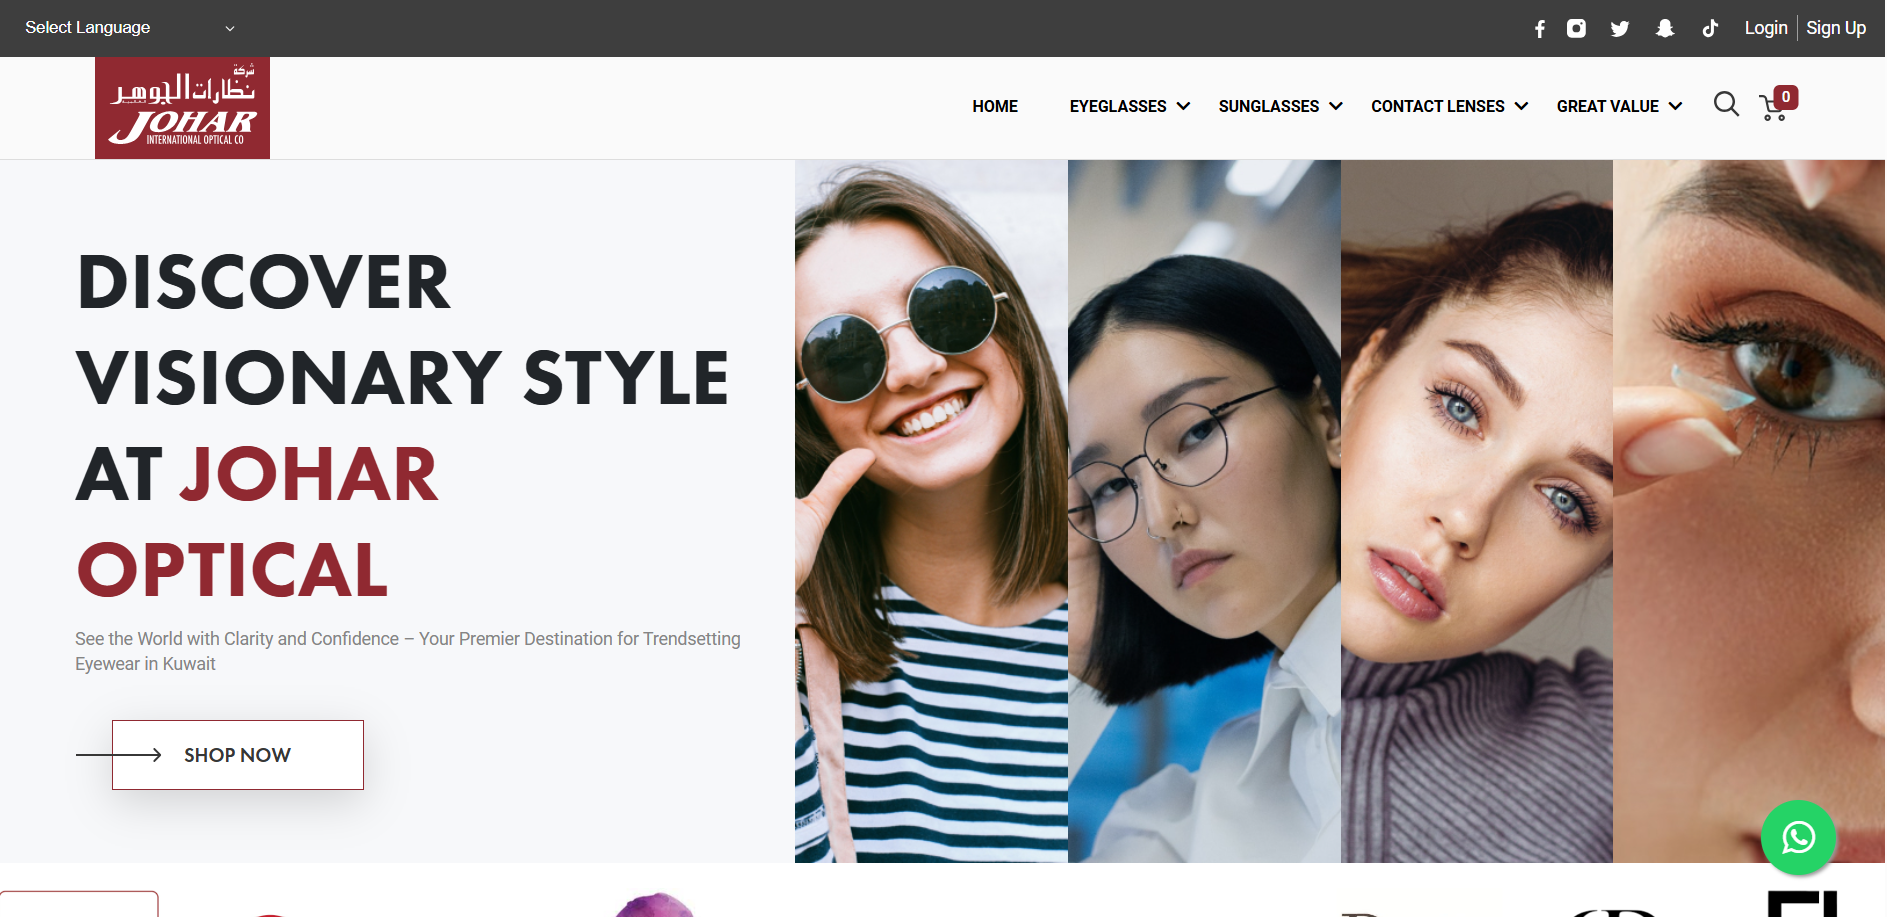 Select Language
Login
Sign Up
شركة
نظارات الجوهر
JOHAR
INTERNATIONAL OPTICAL CO
HOME
EYEGLASSES
SUNGLASSES
CONTACT LENSES
GREAT VALUE
0
DISCOVER
VISIONARY STYLE
AT JOHAR
OPTICAL
See the World with Clarity and Confidence – Your Premier Destination for Trendsetting
Eyewear in Kuwait
SHOP NOW